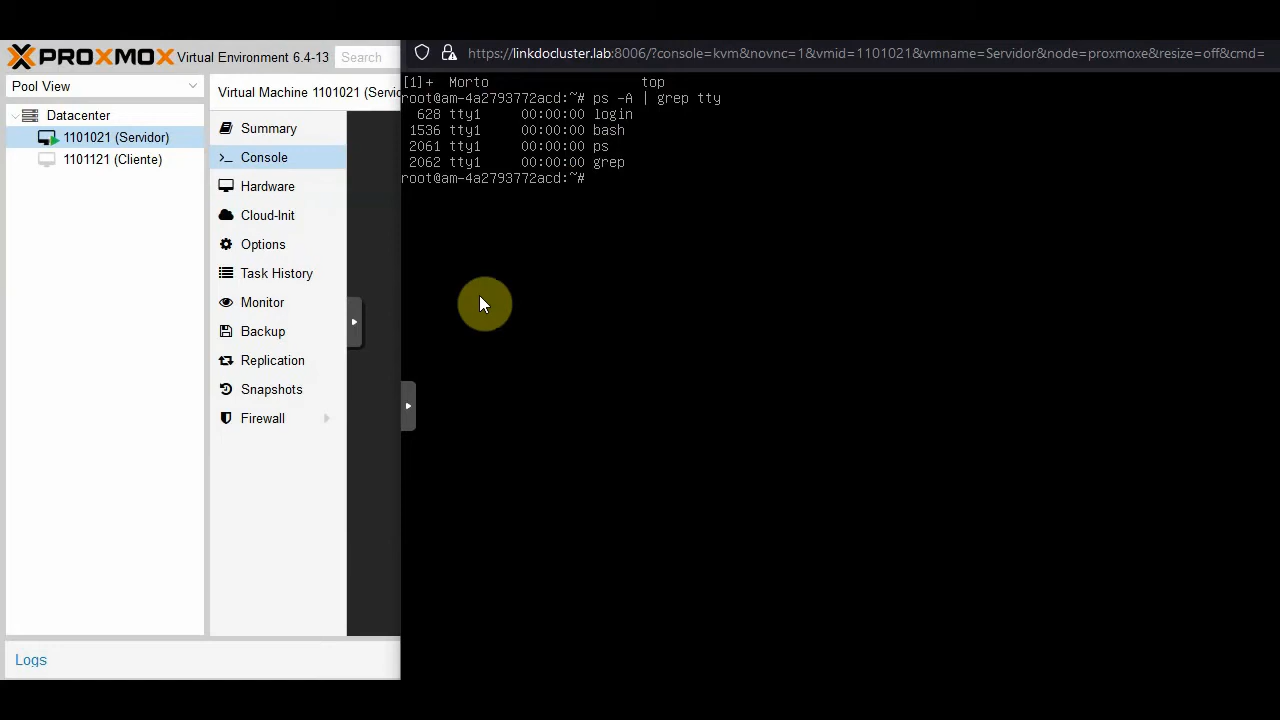 PROXMOX Virtual Environment 6.4-13 Search
Pool View
Datacenter
1101021 (Servidor)
1101121 (Cliente)
Virtual Machine 1101021 (Servi
Summary
Console
Hardware
Cloud-Init
Options
Task History
Monitor
Backup
Replication
Snapshots
Firewall
Logs
https://linkdocluster.lab:8006/?console=kvm&novnc=1&vmid=1101021&vmname=Servidor&node=proxmoxe&resize=off&cmd=
[1]+ Morto top
root@am-4a2793772acd:~# ps -A | grep tty
628 tty1 00:00:00 login
1536 tty1 00:00:00 bash
2061 tty1 00:00:00 ps
2062 tty1 00:00:00 grep
root@am-4a2793772acd:~#